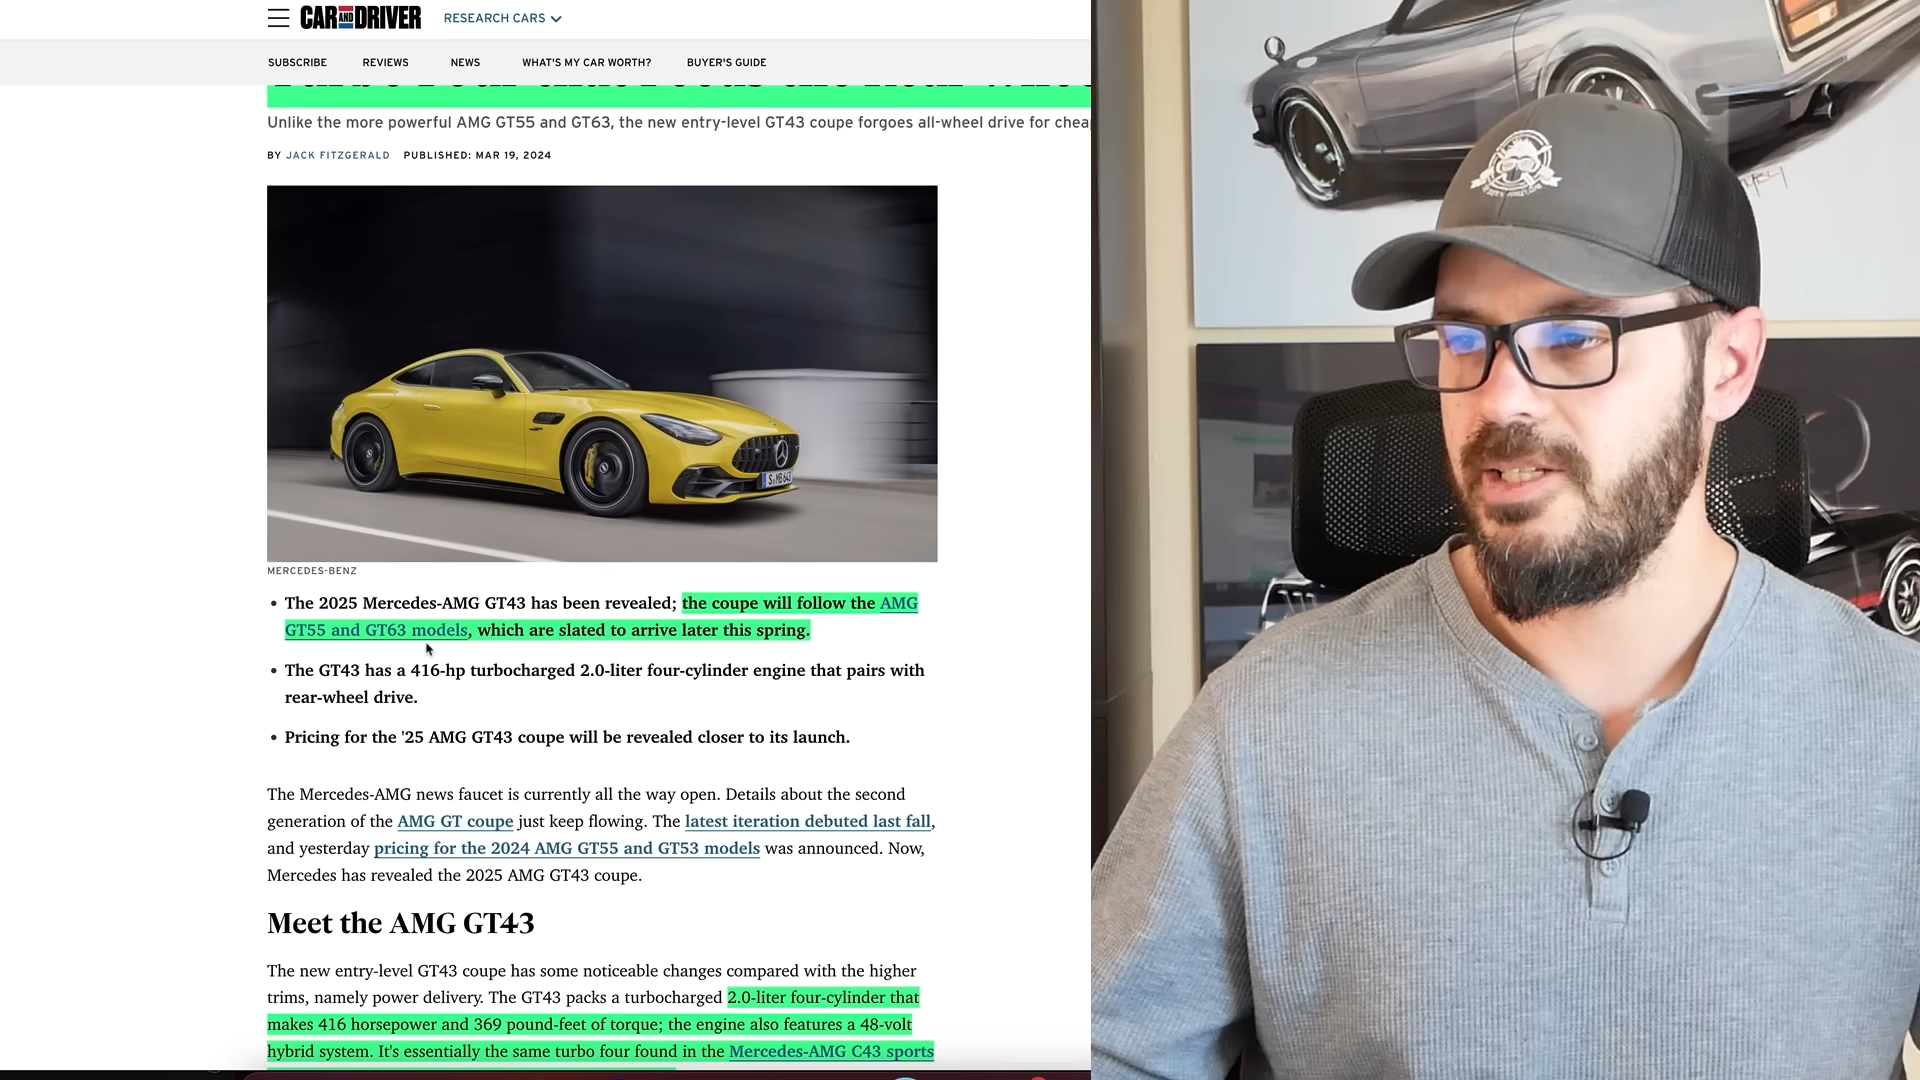 CAR AND DRIVER
RESEARCH CARS
SUBSCRIBE REVIEWS NEWS WHAT'S MY CAR WORTH? BUYER'S GUIDE
Turbo Four that Feeds the Rear
Unlike the more powerful AMG GT55 and GT63, the new entry-level GT43 coupe forgoes all-wheel drive for
BY JACK FITZGERALD PUBLISHED: MAR 19, 2024
S MB 643
MERCEDES-BENZ
• The 2025 Mercedes-AMG GT43 has been revealed; the coupe will follow the AMG
GT55 and GT63 models, which are slated to arrive later this spring.
• The GT43 has a 416-hp turbocharged 2.0-liter four-cylinder engine that pairs with
rear-wheel drive.
• Pricing for the '25 AMG GT43 coupe will be revealed closer to its launch.
The Mercedes-AMG news faucet is currently all the way open. Details about the second
generation of the AMG GT coupe just keep flowing. The latest iteration debuted last fall,
and yesterday pricing for the 2024 AMG GT55 and GT53 models was announced. Now,
Mercedes has revealed the 2025 AMG GT43 coupe.
Meet the AMG GT43
The new entry-level GT43 coupe has some noticeable changes compared with the higher
trims, namely power delivery. The GT43 packs a turbocharged 2.0-liter four-cylinder that
makes 416 horsepower and 369 pound-feet of torque; the engine also features a 48-volt
hybrid system. It's essentially the same turbo four found in the Mercedes-AMG C43 sports